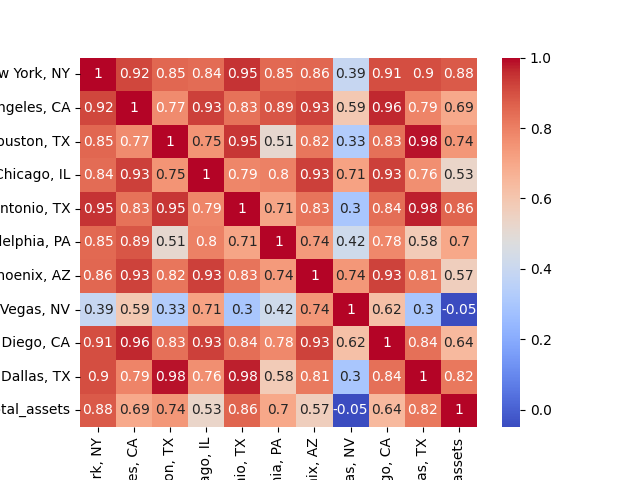 w York, NY 1 0.92 0.85 0.84 0.95 0.85 0.86 0.39 0.91 0.9 0.88
ngeles, CA 0.92 1 0.77 0.93 0.83 0.89 0.93 0.59 0.96 0.79 0.69
ouston, TX 0.85 0.77 1 0.75 0.95 0.51 0.82 0.33 0.83 0.98 0.74
Chicago, IL 0.84 0.93 0.75 1 0.79 0.8 0.93 0.71 0.93 0.76 0.53
ntonio, TX 0.95 0.83 0.95 0.79 1 0.71 0.83 0.3 0.84 0.98 0.86
delphia, PA 0.85 0.89 0.51 0.8 0.71 1 0.74 0.42 0.78 0.58 0.7
hoenix, AZ 0.86 0.93 0.82 0.93 0.83 0.74 1 0.74 0.93 0.81 0.57
Vegas, NV 0.39 0.59 0.33 0.71 0.3 0.42 0.74 1 0.62 0.3 -0.05
Diego, CA 0.91 0.96 0.83 0.93 0.84 0.78 0.93 0.62 1 0.84 0.64
Dallas, TX 0.9 0.79 0.98 0.76 0.98 0.58 0.81 0.3 0.84 1 0.82
tal_assets 0.88 0.69 0.74 0.53 0.86 0.7 0.57 -0.05 0.64 0.82 1
rk, NY
es, CA
on, TX
ago, IL
nio, TX
hia, PA
nix, AZ
as, NV
go, CA
as, TX
assets
1.0
0.8
0.6
0.4
0.2
0.0